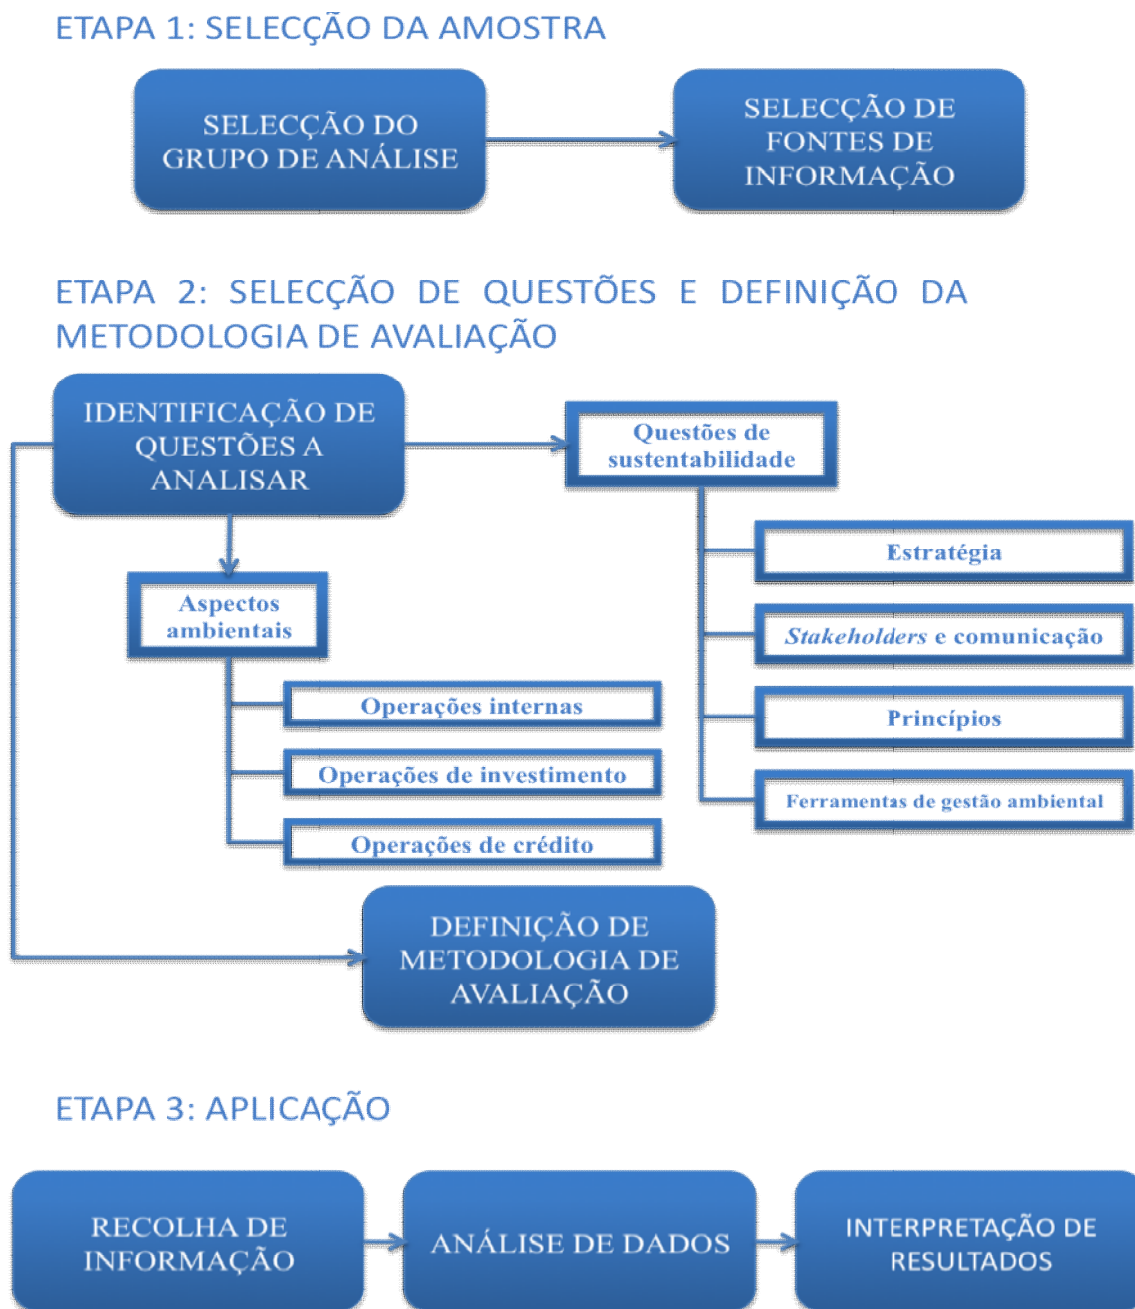 ETAPA 1: SELECÇÃO DA AMOSTRA
SELECÇÃO DO
GRUPO DE ANÁLISE
SELECÇÃO DE
FONTES DE
INFORMAÇÃO
ETAPA 2: SELECÇÃO DE QUESTÕES E DEFINIÇÃO DA
METODOLOGIA DE AVALIAÇÃO
IDENTIFICAÇÃO DE
QUESTÕES A
ANALISAR
Questões de
sustentabilidade
Estratégia
Stakeholders e comunicação
Princípios
Ferramentas de gestão ambiental
Aspectos
ambientais
Operações internas
Operações de investimento
Operações de crédito
DEFINIÇÃO DE
METODOLOGIA DE
AVALIAÇÃO
ETAPA 3: APLICAÇÃO
RECOLHA DE
INFORMAÇÃO
ANÁLISE DE DADOS
INTERPRETAÇÃO DE
RESULTADOS